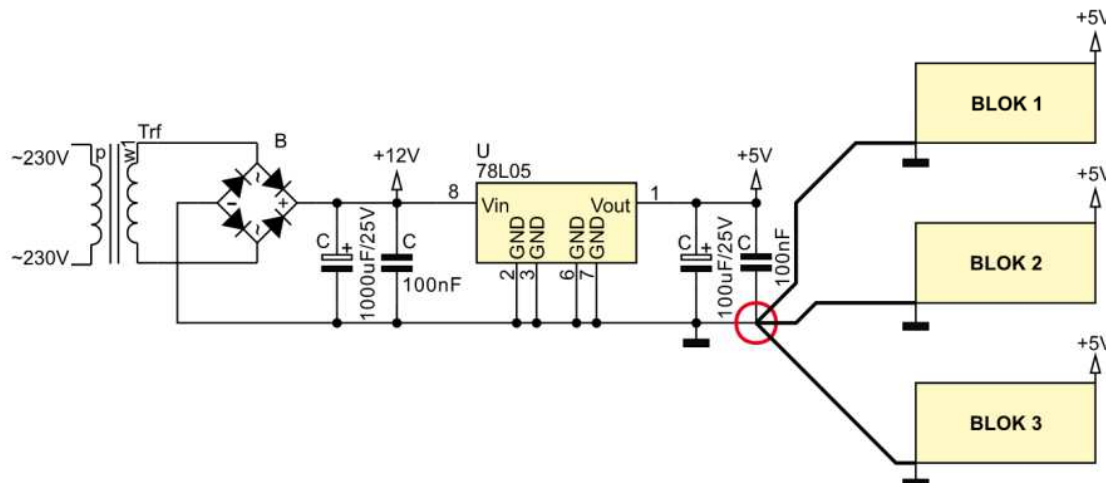 +5V
BLOK 1
Trf
B
~230V
p
w1
~
+12V
U
78L05
+5V
8
1
-
+
Vin
Vout
+5V
BLOK 2
C
+
1000uF/25V
C
100nF
GND
GND
GND
GND
C
+
100uF/25V
C
100nF
~230V
~
2
3
6
7
+5V
BLOK 3